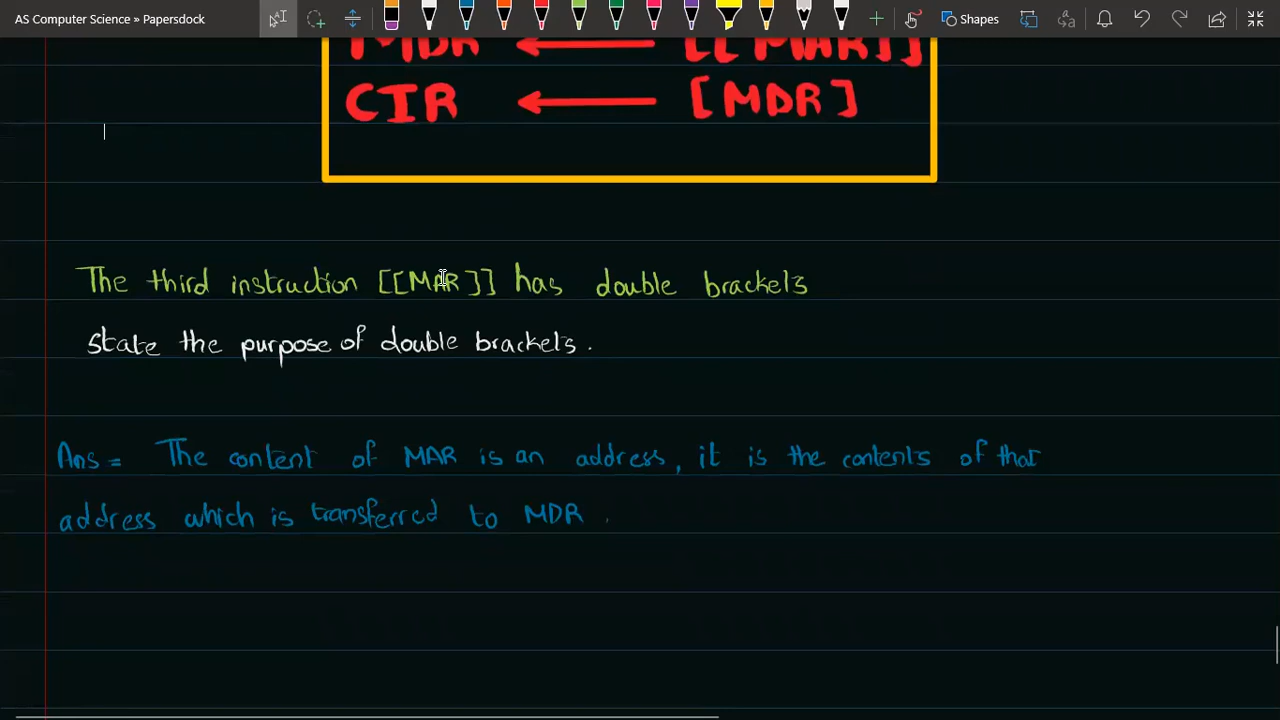 AS Computer Science » Papersdock
Shapes
MDR ← [[MAR]]
CIR ← [MDR]
The third instruction [[MAR]] has double brackets
state the purpose of double brackets.
Ans = The content of MAR is an address, it is the contents of that
address which is transferred to MDR.